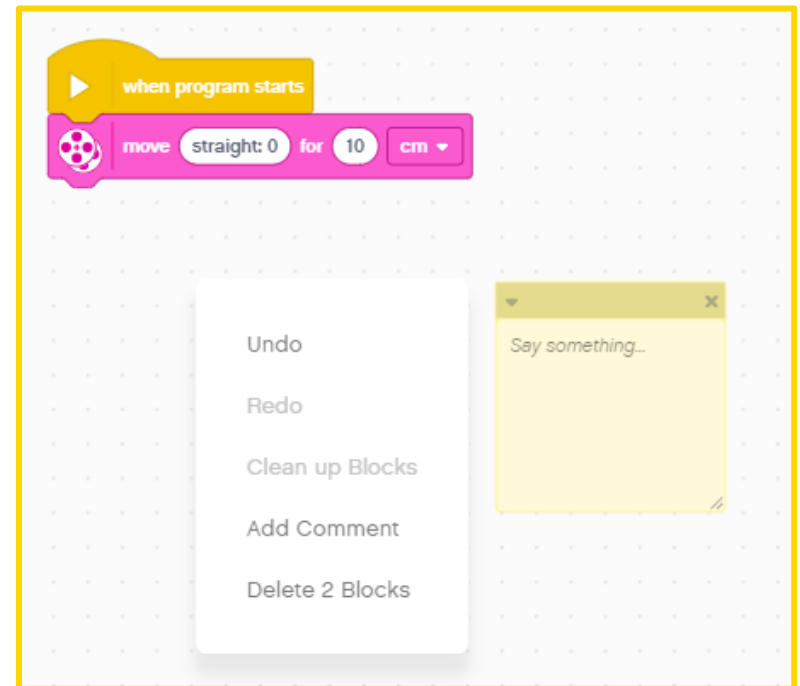 when program starts
move straight: 0 for 10 cm
Undo
Redo
Clean up Blocks
Add Comment
Delete 2 Blocks
Say something...